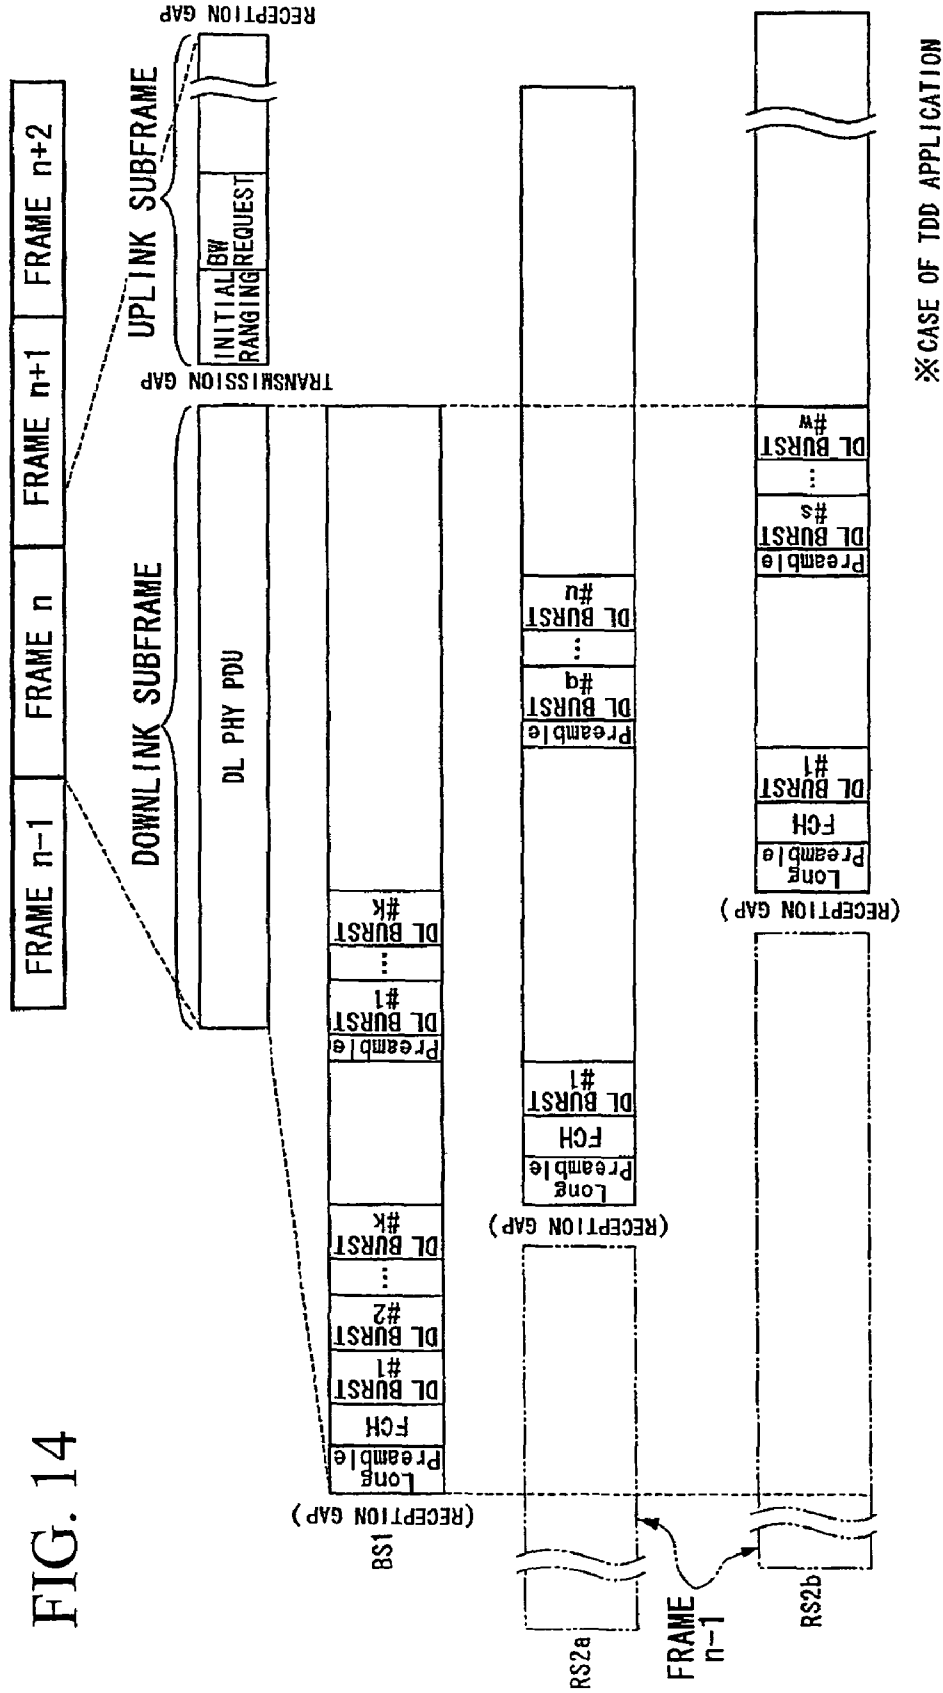 FIG. 14
FRAME n-1
FRAME n
FRAME n+1
FRAME n+2
DOWNLINK SUBFRAME
UPLINK SUBFRAME
DL PHY PDU
TRANSMISSION GAP
INITIAL
RANGING
BW
REQUEST
RECEPTION GAP
BS1
(RECEPTION GAP)
Long
Preamble
FCH
DL BURST
#1
DL BURST
#2
...
DL BURST
#k
Preamble
DL BURST
#1
...
DL BURST
#k
RS2a
(RECEPTION GAP)
Long
Preamble
FCH
DL BURST
#1
Preamble
DL BURST
#q
...
DL BURST
#u
FRAME
n-1
RS2b
(RECEPTION GAP)
Long
Preamble
FCH
DL BURST
#1
Preamble
DL BURST
#s
...
DL BURST
#w
※CASE OF TDD APPLICATION